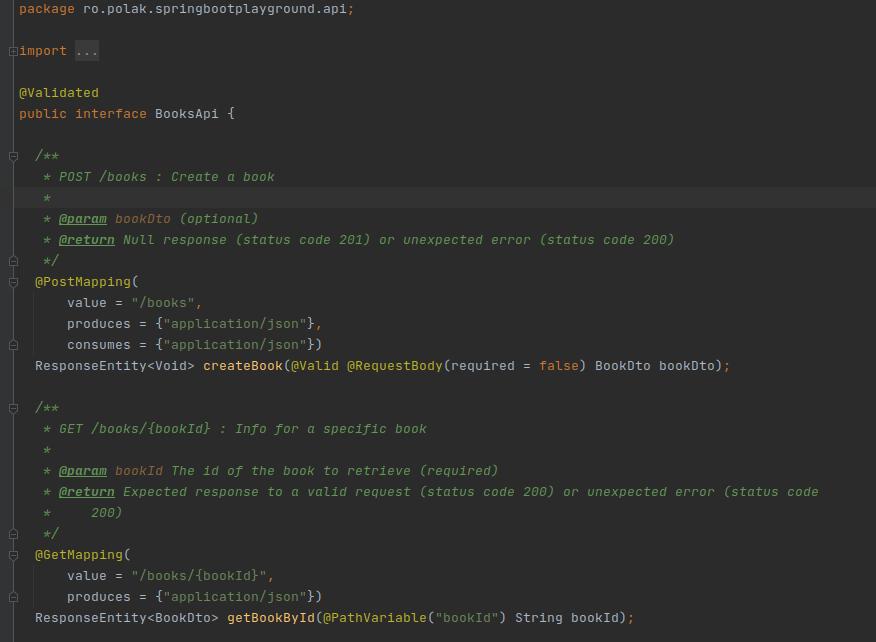 package ro.polak.springbootplayground.api;
import ...
@Validated
public interface BooksApi {
/**
* POST /books : Create a book
*
* @param bookDto (optional)
* @return Null response (status code 201) or unexpected error (status code 200)
*/
@PostMapping(
value = "/books",
produces = {"application/json"},
consumes = {"application/json"})
ResponseEntity<Void> createBook(@Valid @RequestBody(required = false) BookDto bookDto);
/**
* GET /books/{bookId} : Info for a specific book
*
* @param bookId The id of the book to retrieve (required)
* @return Expected response to a valid request (status code 200) or unexpected error (status code
*     200)
*/
@GetMapping(
value = "/books/{bookId}",
produces = {"application/json"})
ResponseEntity<BookDto> getBookById(@PathVariable("bookId") String bookId);